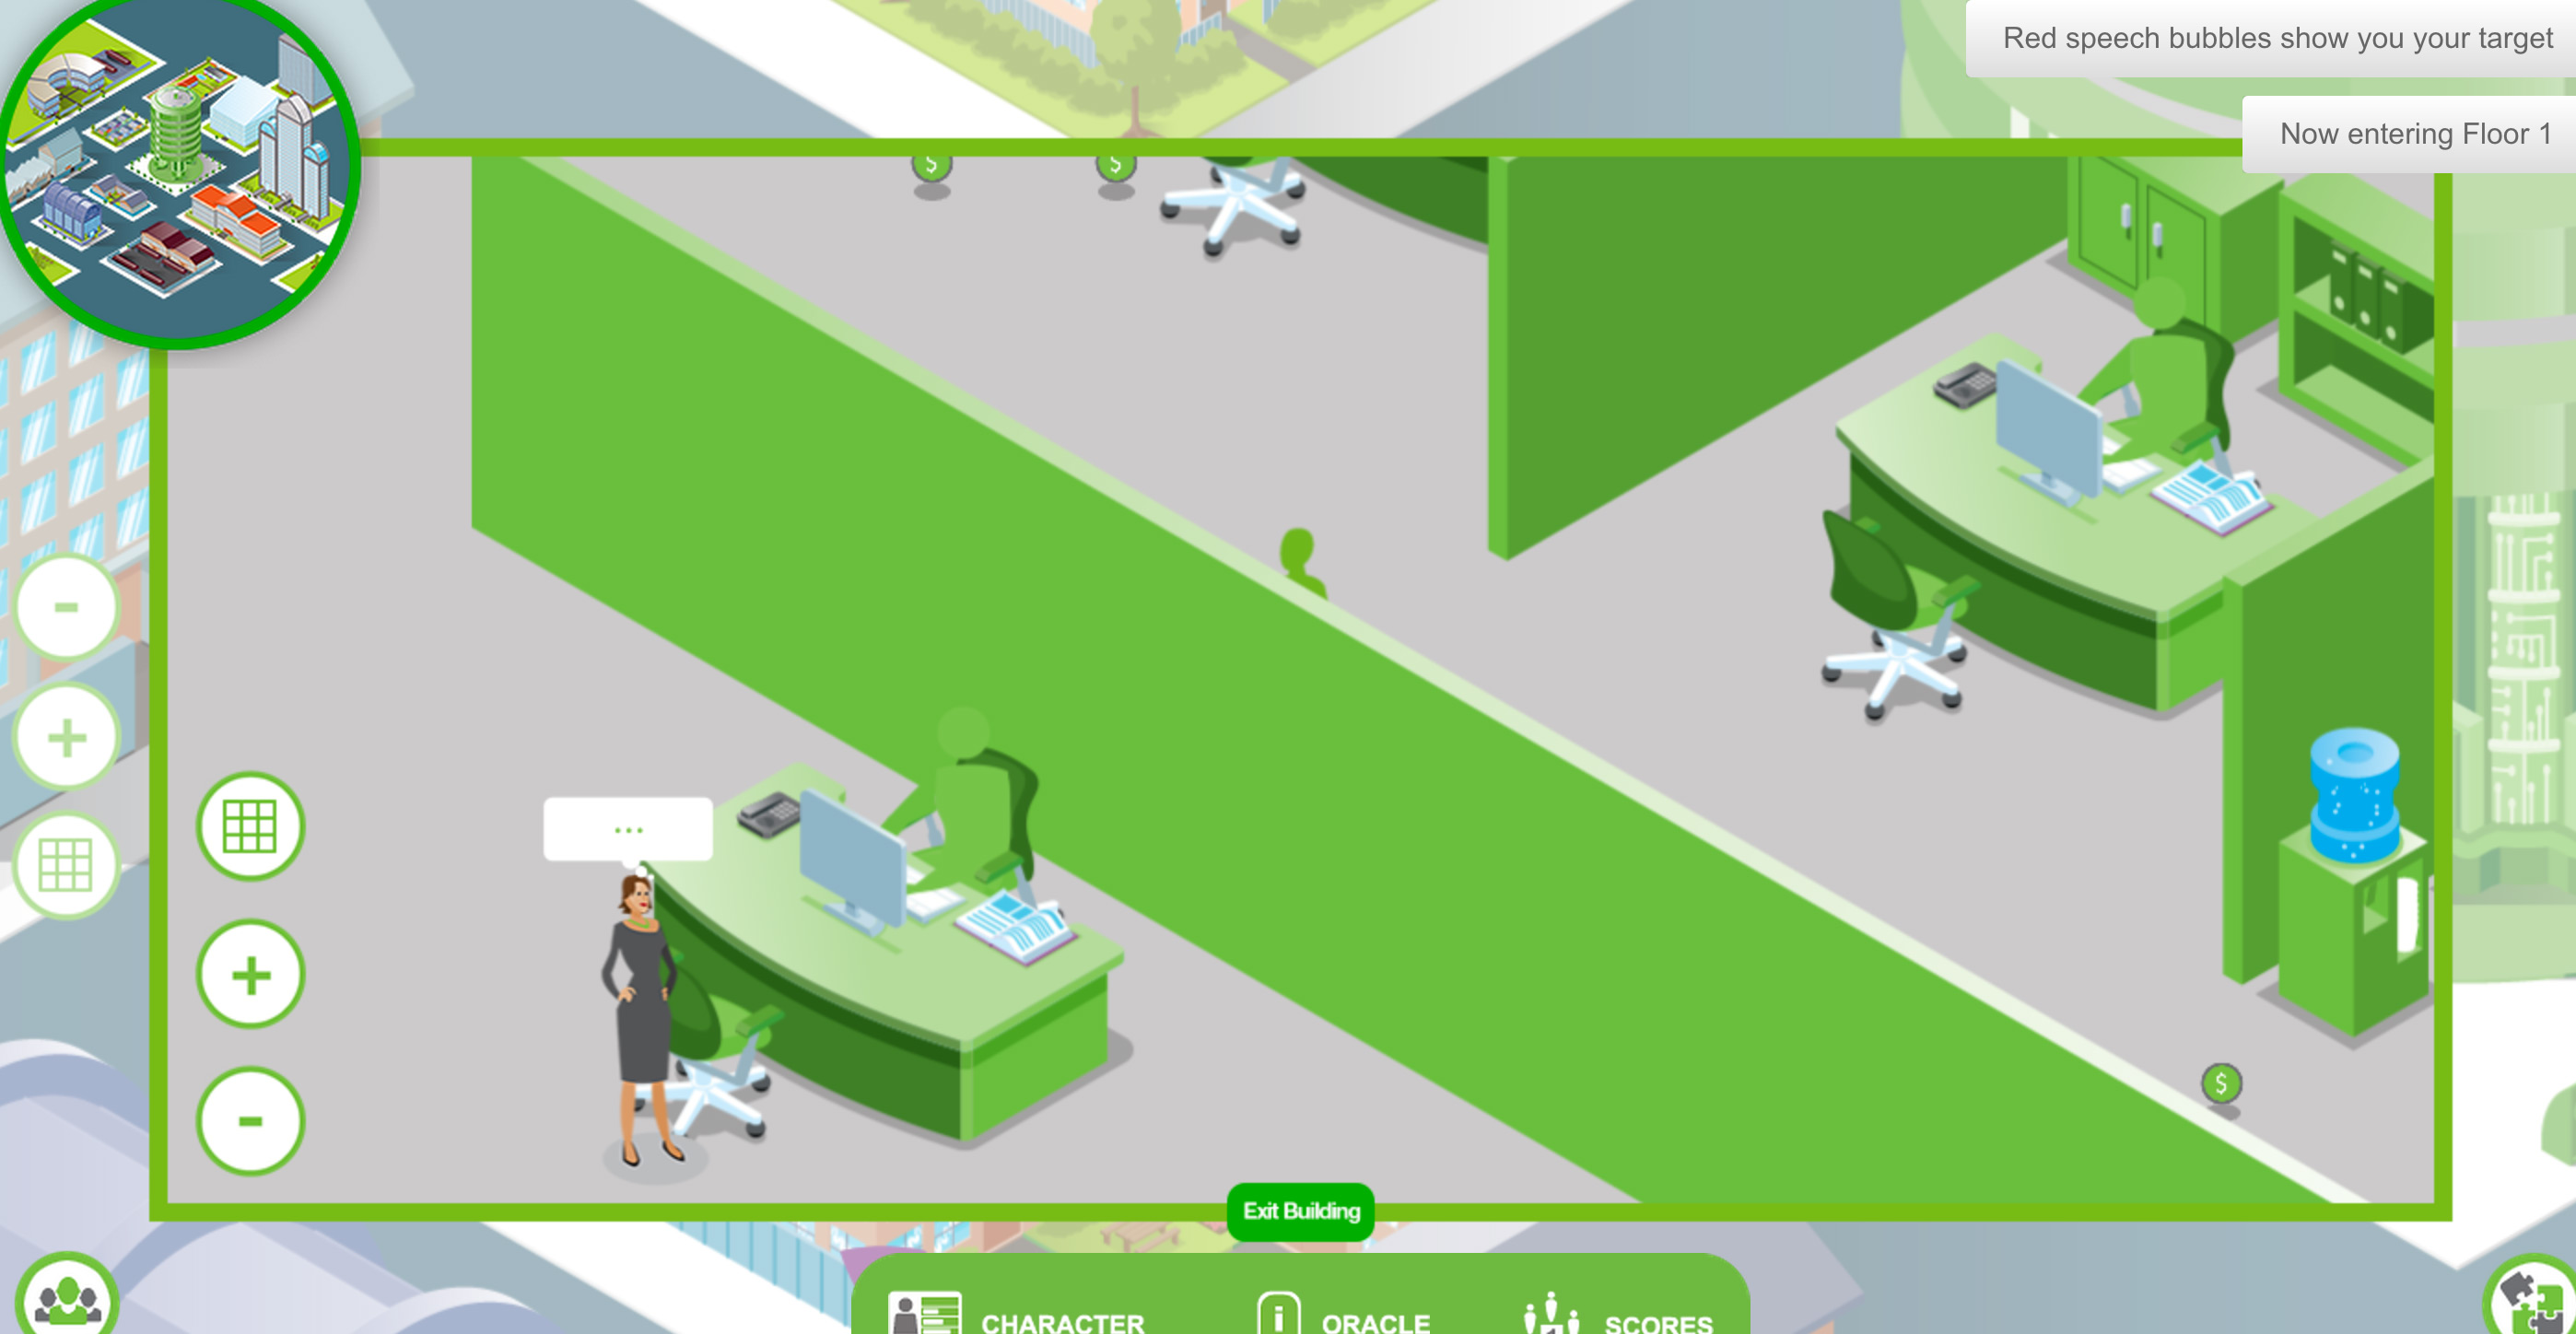 Red speech bubbles show you your target
Now entering Floor 1
$ $
...
$
Exit Building
CHARACTER
ORACLE
SCORES